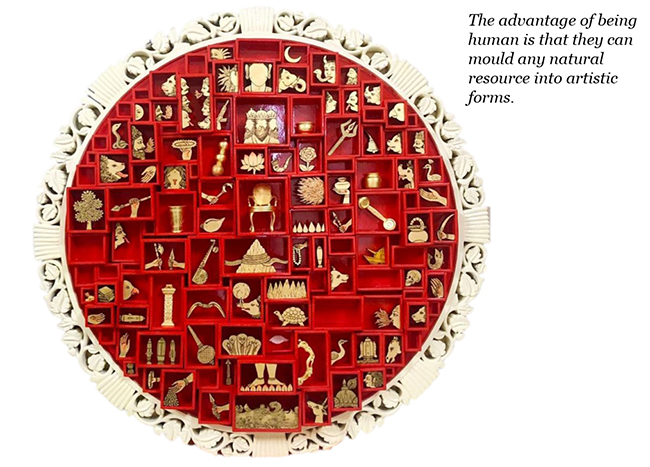 The advantage of being
human is that they can
mould any natural
resource into artistic
forms.